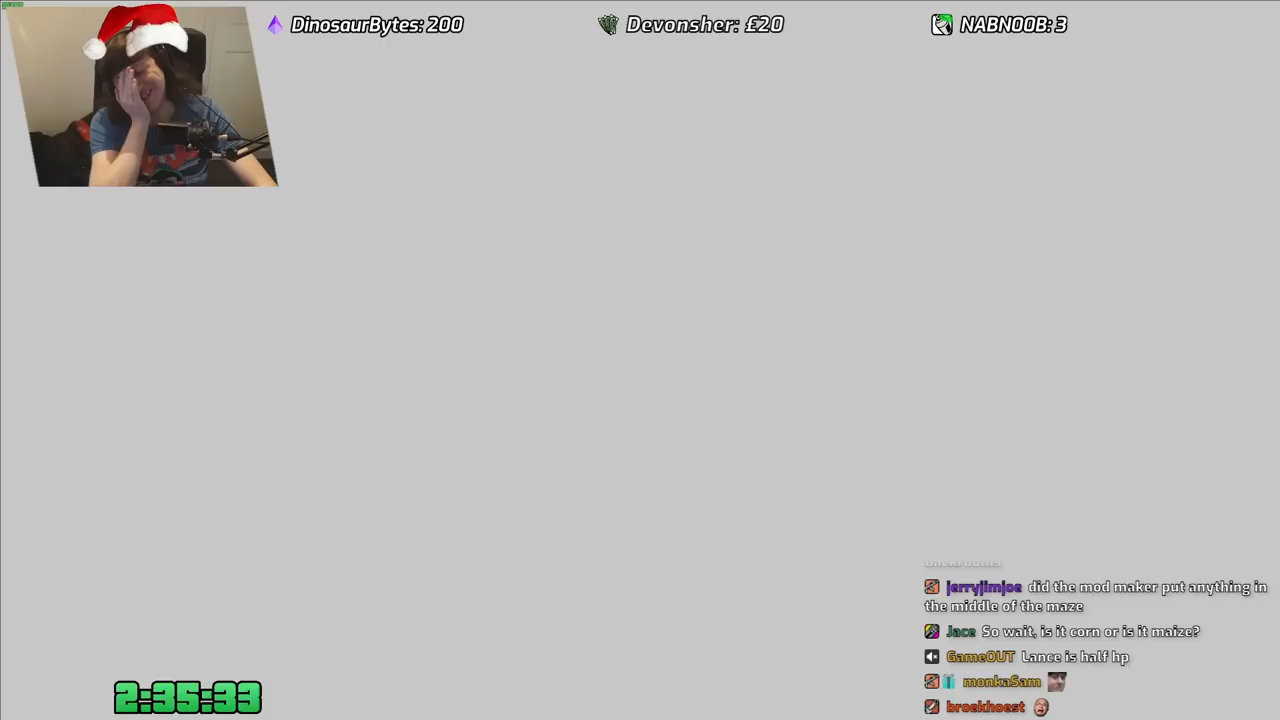 DinosaurBytes: 200
Devonsher: £20
NABN00B: 3
jerryjimjoe did the mod maker put anything in
the middle of the maze
Jace So wait, is it corn or is it maize?
GameOUT Lance is half hp
monkaSam
broekhoest
2:35:33